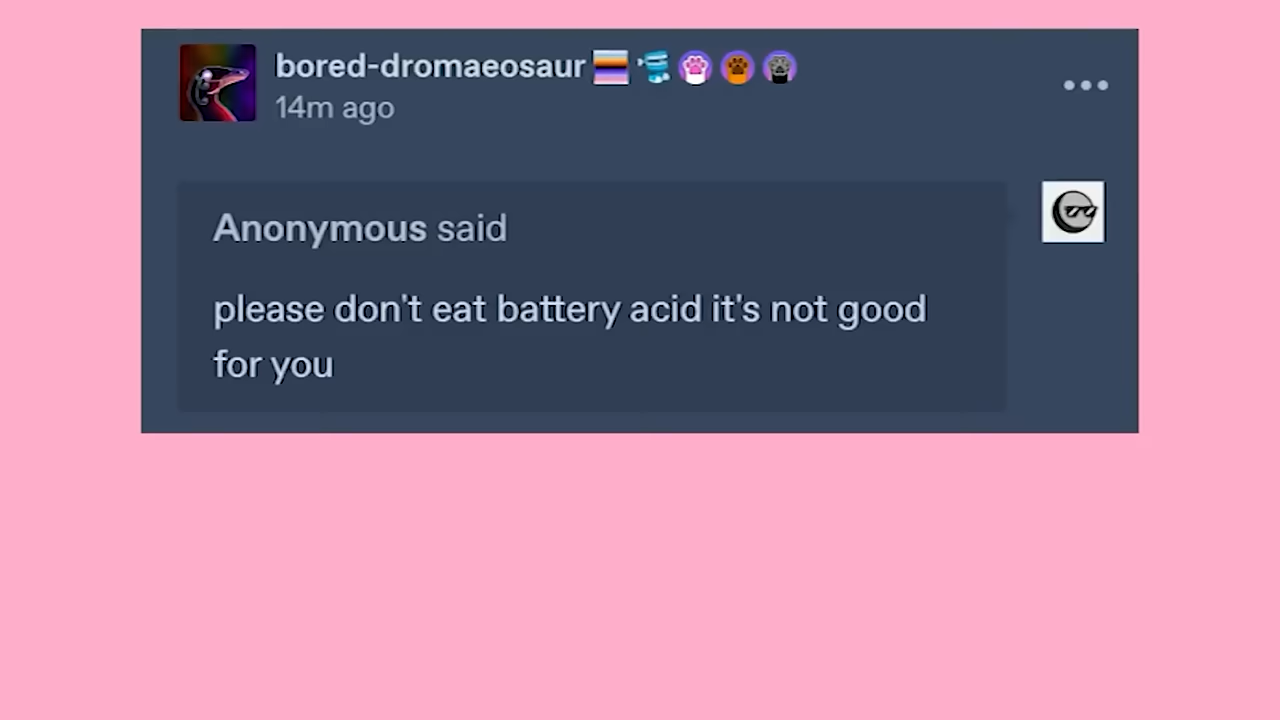 bored-dromaeosaur
14m ago
Anonymous said
please don't eat battery acid it's not good
for you